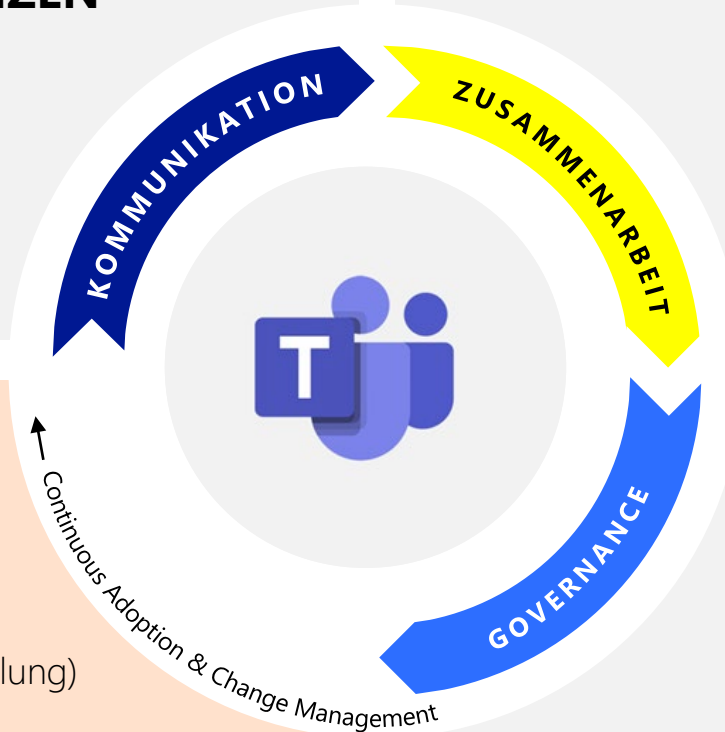 KOMMUNIKATION
ZUSAMMENARBEIT
T
GOVERNANCE
Continuous Adoption & Change Management
lung)